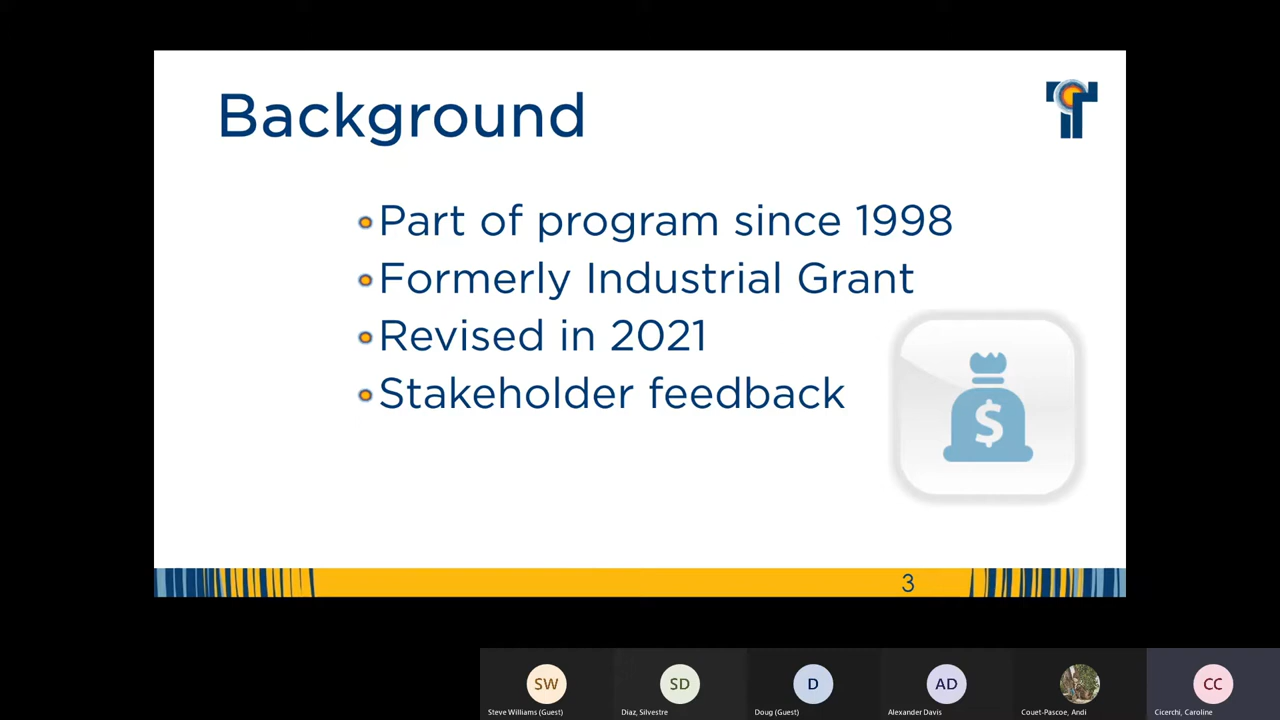 Background
Part of program since 1998
Formerly Industrial Grant
Revised in 2021
Stakeholder feedback
$
3
SW
SD
D
AD
CC
Steve Williams (Guest)
Diaz, Silvestre
Doug (Guest)
Alexander Davis
Couet-Pascoe, Andi
Cicerchi, Caroline